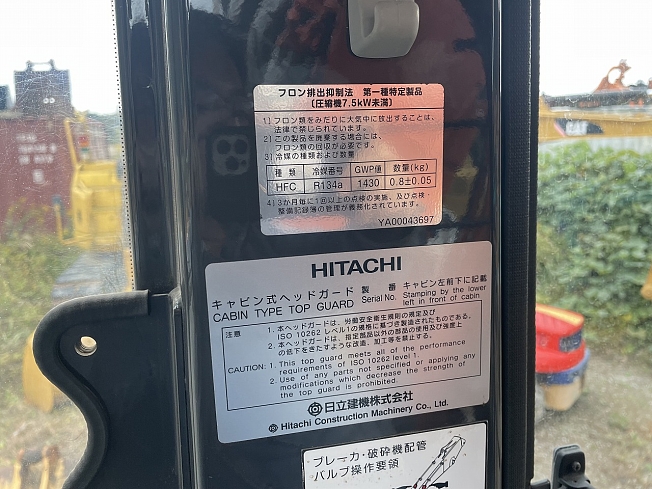 フロン排出抑制法 第一種特定製品
(圧縮機7.5kW未満)
1)フロン類をみだりに大気中に放出することは、
法律で禁じられています。
2)この製品を廃棄する場合には、
フロン類の回収が必要です。
3)冷媒の種類および数量
種類 冷媒番号 GWP値 数量(kg)
HFC R134a 1430 0.8±0.05
4)3か月毎に1回以上の点検の実施、及び点検・
整備記録簿の管理が義務化されています。
YA00043697
HITACHI
キャビン式ヘッドガード 製番 キャビン左前下に記載
CABIN TYPE TOP GUARD Serial No. Stamping by the lower
left in front of cabin
注意 1. 本ヘッドガードは、労働安全衛生規則の規定及び
ISO 10262 レベル1の規格に基づき製造されたものである。
2. 本ヘッドガードは、指定部品以外の部品の使用及び強度上
の低下をきたすような改造、加工等を禁止する。
CAUTION: 1. This top guard meets all of the performance
requirements of ISO 10262 level 1.
2. Use of any parts not specified or applying any
modifications which decrease the strength of
the top guard is prohibited.
日立建機株式会社
© Hitachi Construction Machinery Co., Ltd.
ブレーカ・破砕機配管
バルブ操作要領
CAT